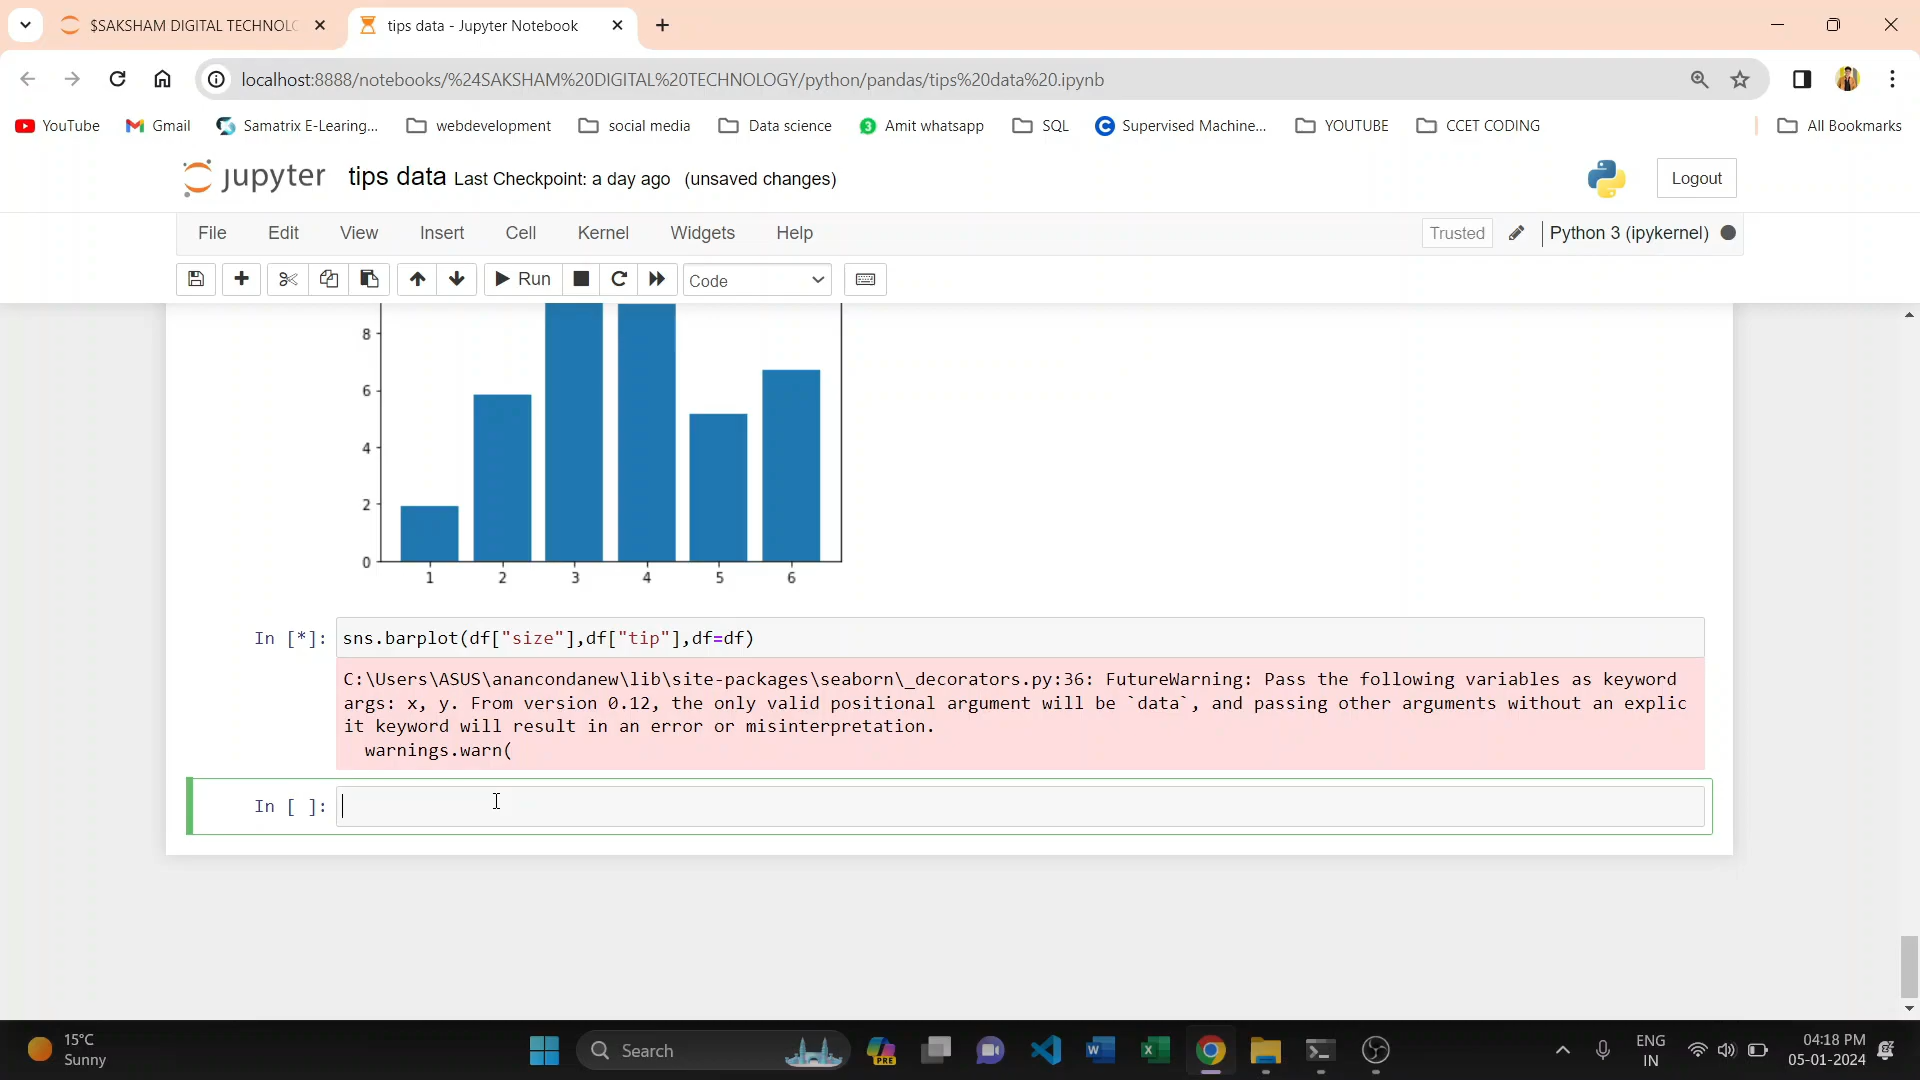 $SAKSHAM DIGITAL TECHNOLO
tips data - Jupyter Notebook
localhost:8888/notebooks/%24SAKSHAM%20DIGITAL%20TECHNOLOGY/python/pandas/tips%20data%20.ipynb
YouTube
Gmail
Samatrix E-Learing...
webdevelopment
social media
Data science
Amit whatsapp
SQL
Supervised Machine...
YOUTUBE
CCET CODING
All Bookmarks
jupyter tips data Last Checkpoint: a day ago (unsaved changes)
Logout
File Edit View Insert Cell Kernel Widgets Help
Trusted
Python 3 (ipykernel)
Run
Code
8
6
4
2
0
1 2 3 4 5 6
In [*]: sns.barplot(df["size"],df["tip"],df=df)
C:\Users\ASUS\anancondanew\lib\site-packages\seaborn\_decorators.py:36: FutureWarning: Pass the following variables as keyword
args: x, y. From version 0.12, the only valid positional argument will be `data`, and passing other arguments without an explic
it keyword will result in an error or misinterpretation.
warnings.warn(
In [ ]:
15°C
Sunny
Search
PRE
ENG
IN
04:18 PM
05-01-2024